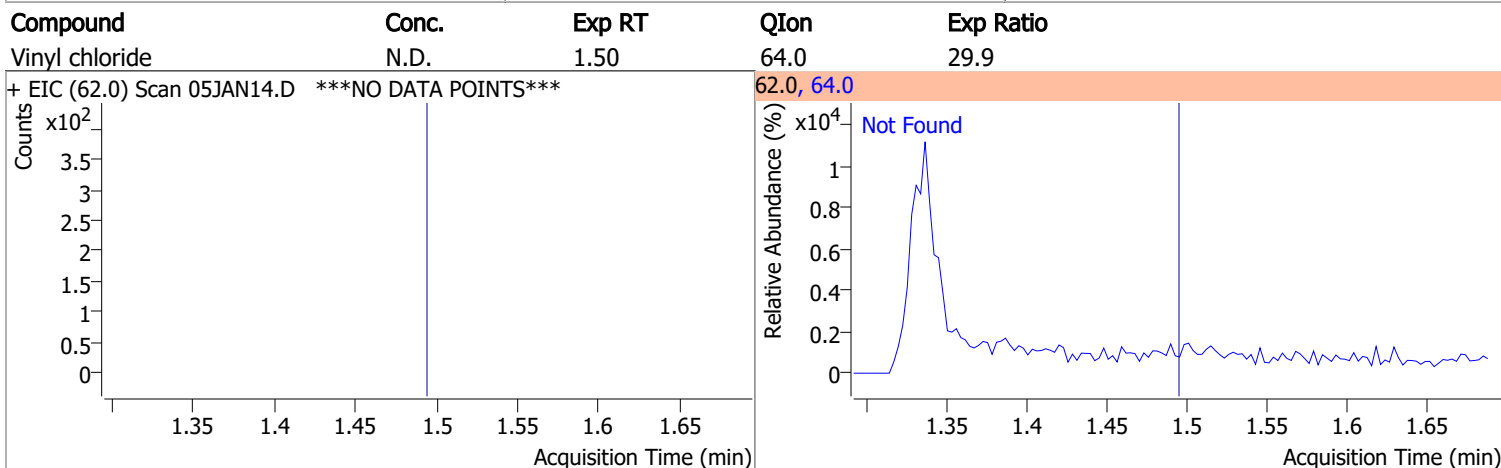 Compound Conc. Exp RT QIon Exp Ratio
Vinyl chloride N.D. 1.50 64.0 29.9
+ EIC (62.0) Scan 05JAN14.D ***NO DATA POINTS***
Counts
x10²
3.5
3
2.5
2
1.5
1
0.5
0
1.35 1.4 1.45 1.5 1.55 1.6 1.65
Acquisition Time (min)
62.0, 64.0
Relative Abundance (%)
x10⁴
Not Found
1
0.8
0.6
0.4
0.2
0
1.35 1.4 1.45 1.5 1.55 1.6 1.65
Acquisition Time (min)